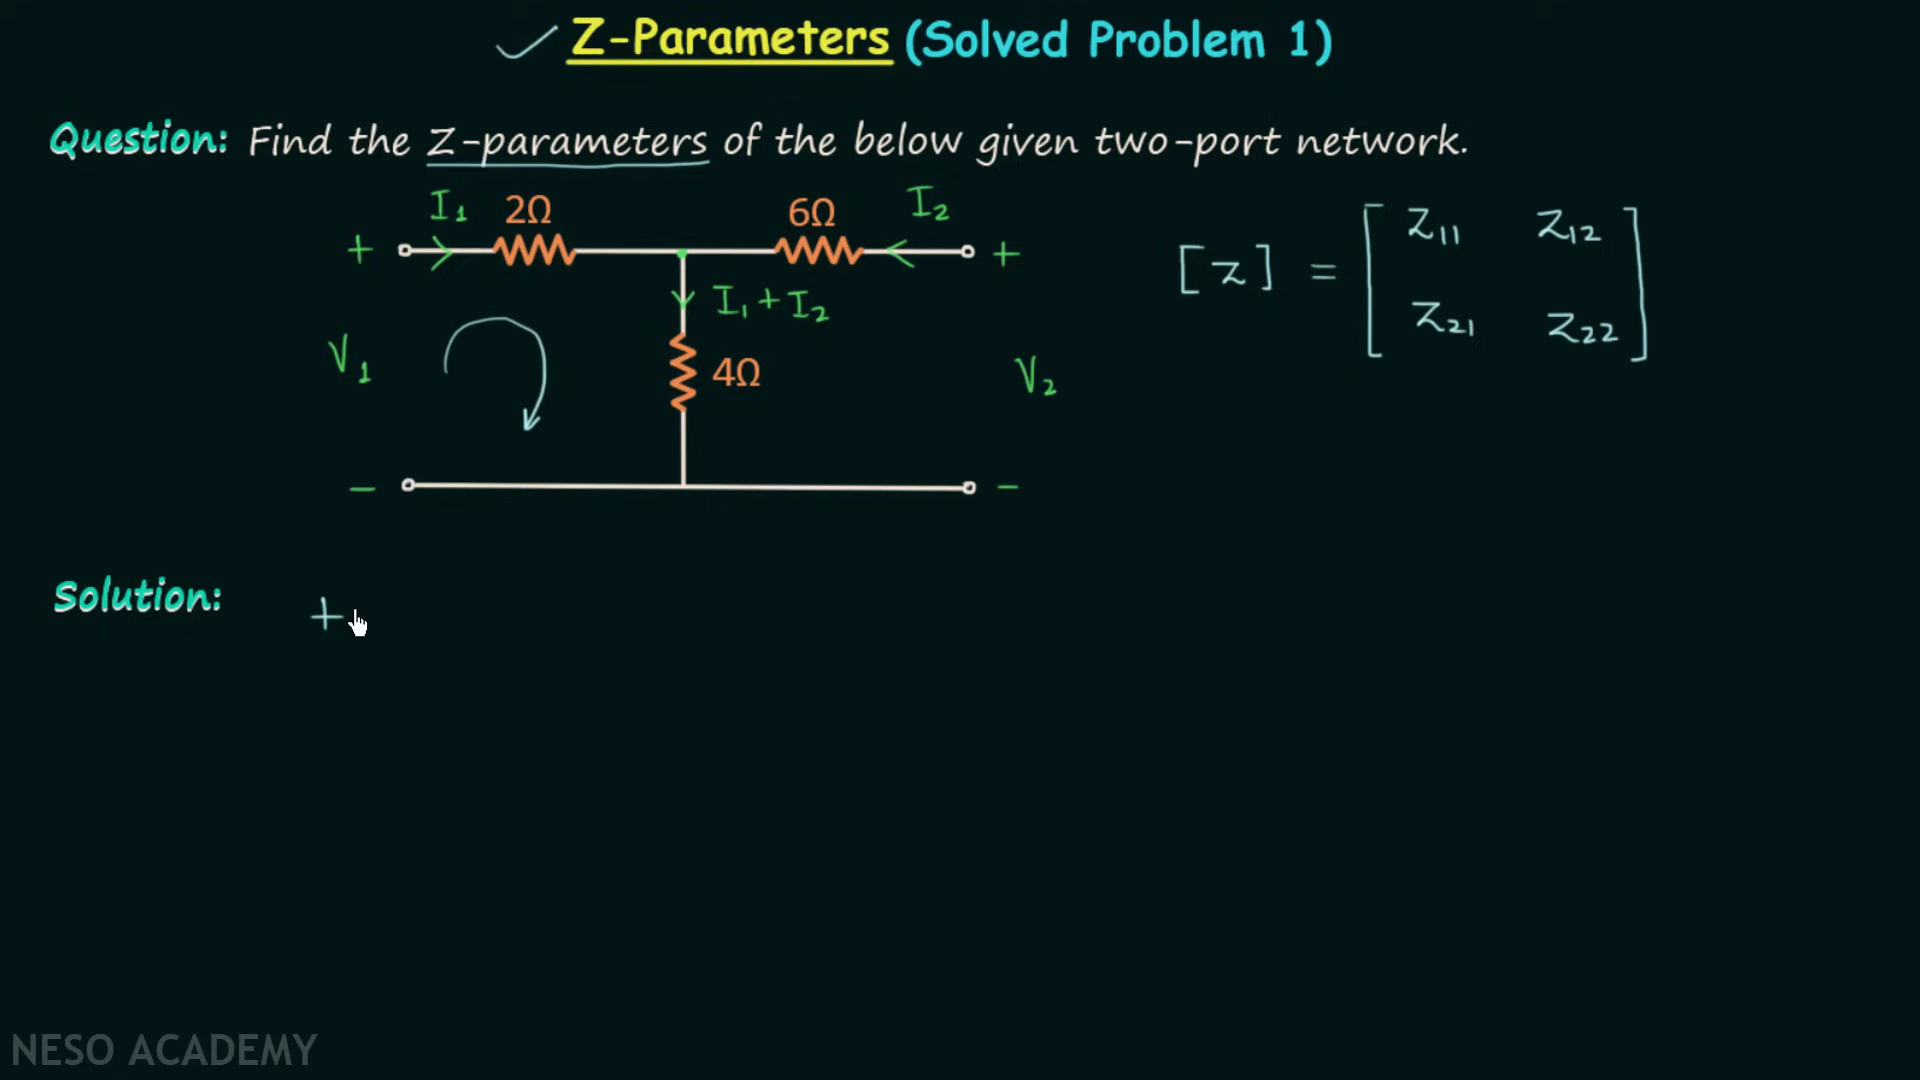 Z-Parameters (Solved Problem 1)
Question: Find the Z-parameters of the below given two-port network.
I1 2Ω 6Ω I2
+ +
I1 + I2
V1 4Ω V2
- -
[z] = [ z11 z12
z21 z22 ]
Solution: +
NESO ACADEMY